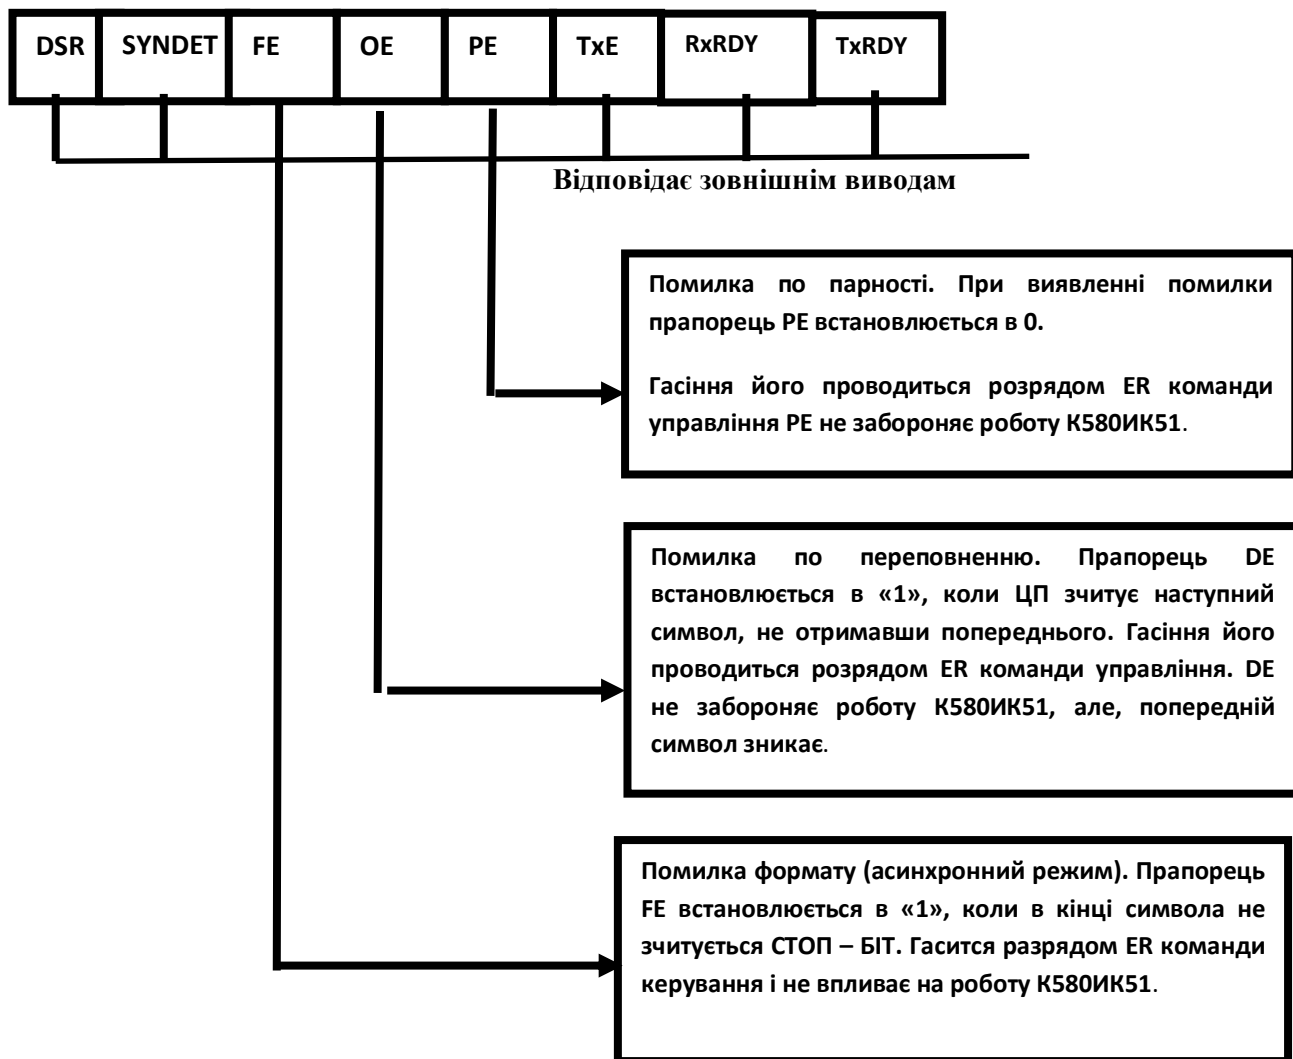 DSR SYNDET FE OE PE TxE RxRDY TxRDY
Відповідає зовнішнім виводам
Помилка по парності. При виявленні помилки
прапорець PE встановлюється в 0.
Гасіння його проводиться розрядом ER команди
управління PE не забороняє роботу К580ИК51.
Помилка по переповненню. Прапорець DE
встановлюється в «1», коли ЦП зчитує наступний
символ, не отримавши попереднього. Гасіння його
проводиться розрядом ER команди управління. DE
не забороняє роботу К580ИК51, але, попередній
символ зникає.
Помилка формату (асинхронний режим). Прапорець
FE встановлюється в «1», коли в кінці символа не
зчитується СТОП – БІТ. Гасится разрядом ER команди
керування і не впливає на роботу К580ИК51.